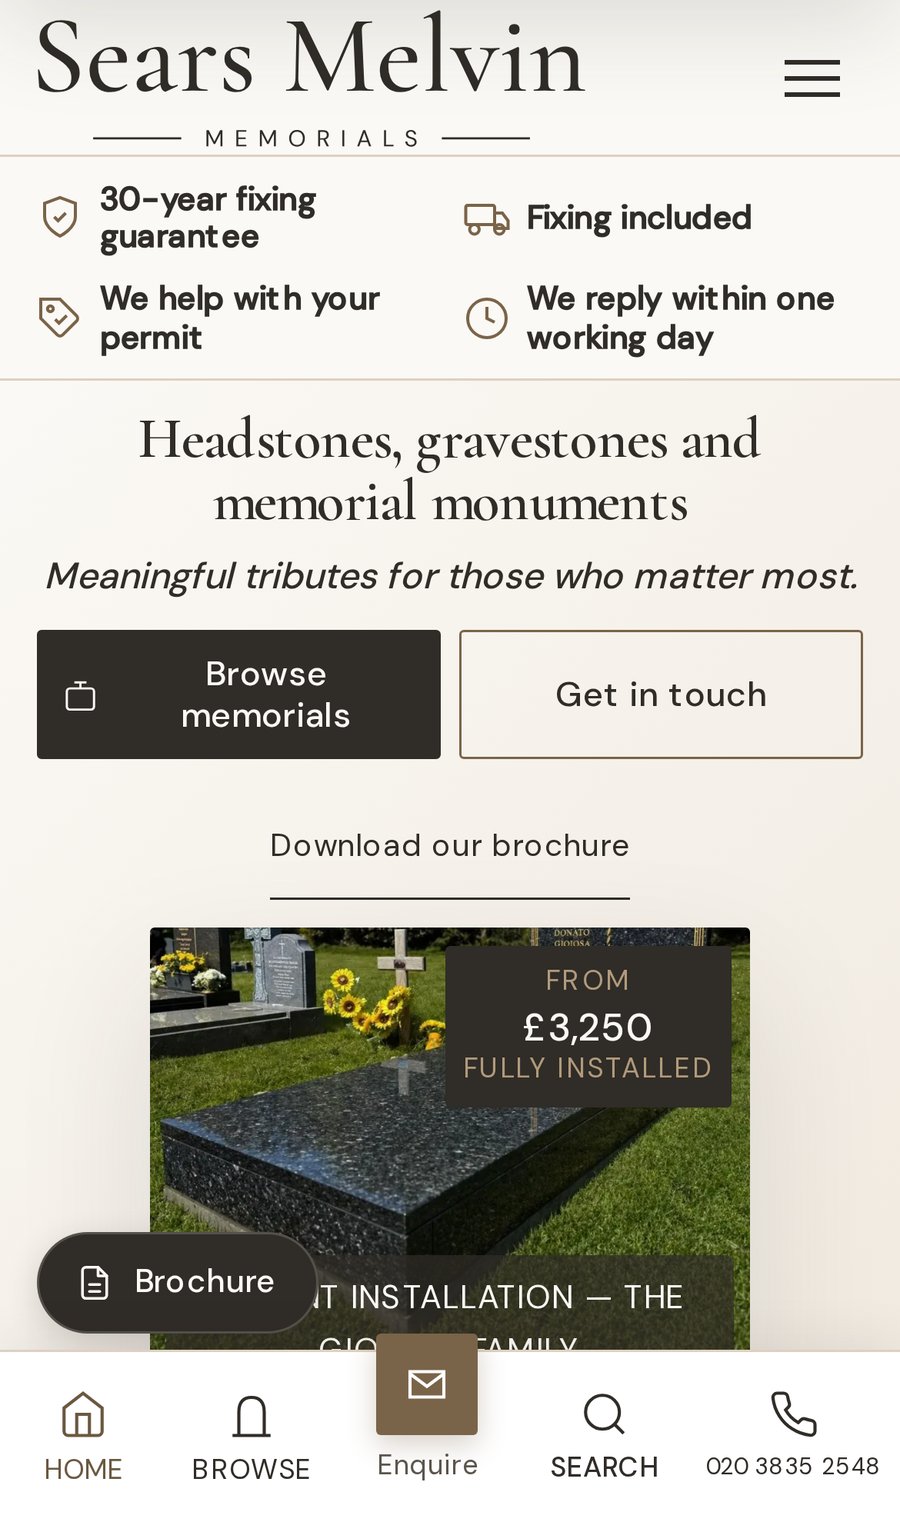 Sears Melvin
MEMORIALS
30-year fixing
guarantee
Fixing included
We help with your
permit
We reply within one
working day
Headstones, gravestones and
memorial monuments
Meaningful tributes for those who matter most.
Browse
memorials
Get in touch
Download our brochure
DONATO
GIOIOSA
FROM
£3,250
FULLY INSTALLED
Brochure
INSTALLATION — THE
FAMILY
HOME
BROWSE
Enquire
SEARCH
020 3835 2548